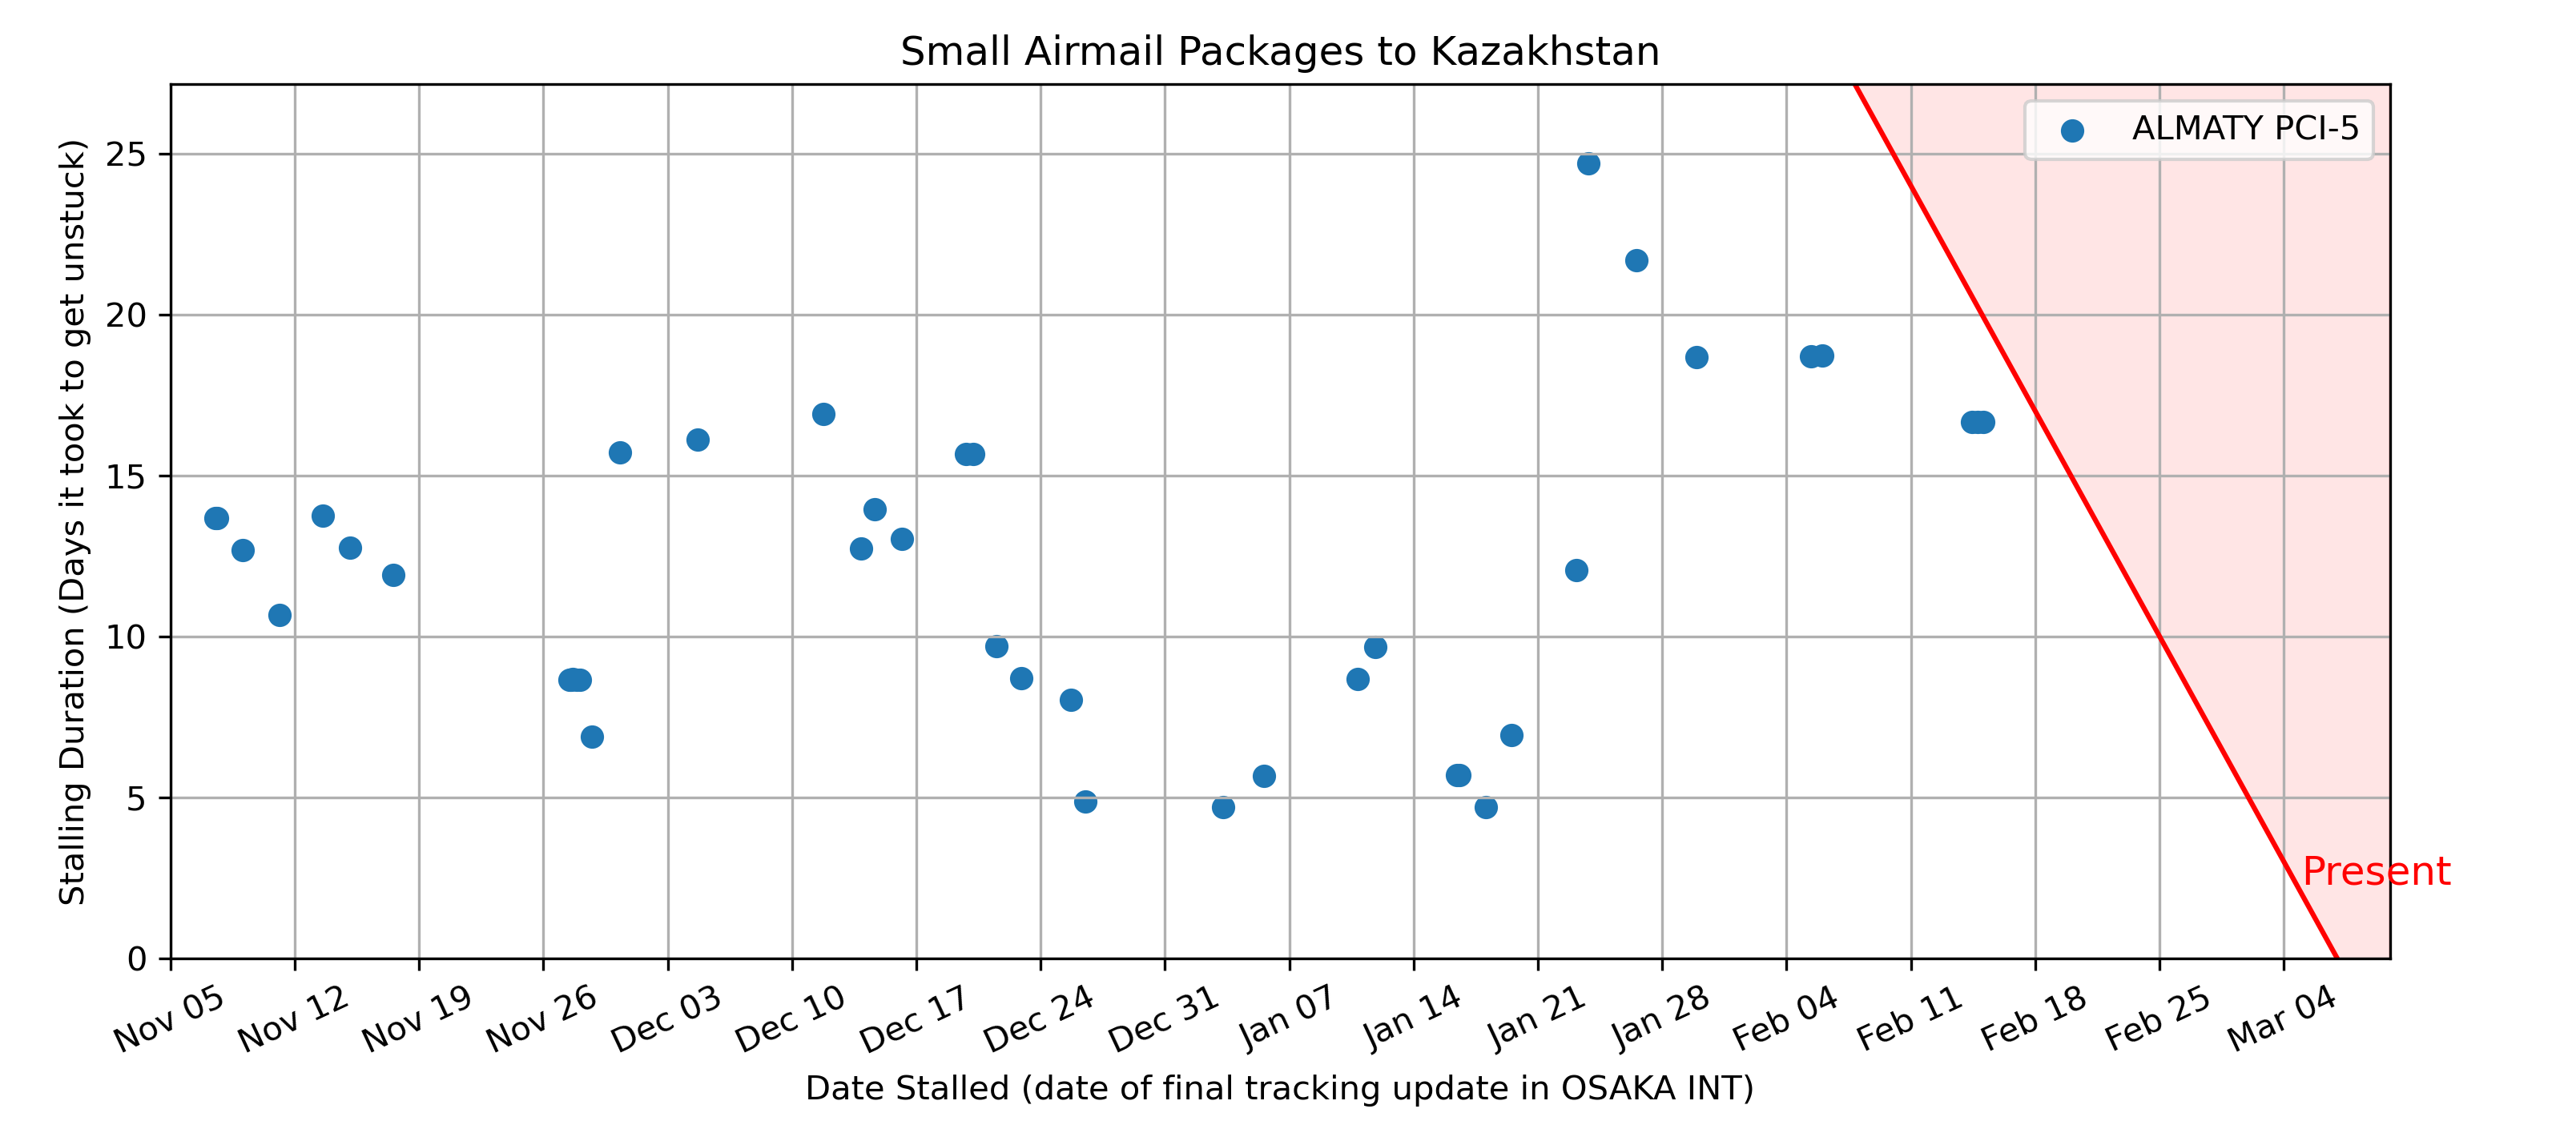 Small Airmail Packages to Kazakhstan
ALMATY PCI-5
Stalling Duration (Days it took to get unstuck)
25
20
15
10
5
0
Present
Nov 05
Nov 12
Nov 19
Nov 26
Dec 03
Dec 10
Dec 17
Dec 24
Dec 31
Jan 07
Jan 14
Jan 21
Jan 28
Feb 04
Feb 11
Feb 18
Feb 25
Mar 04
Date Stalled (date of final tracking update in OSAKA INT)